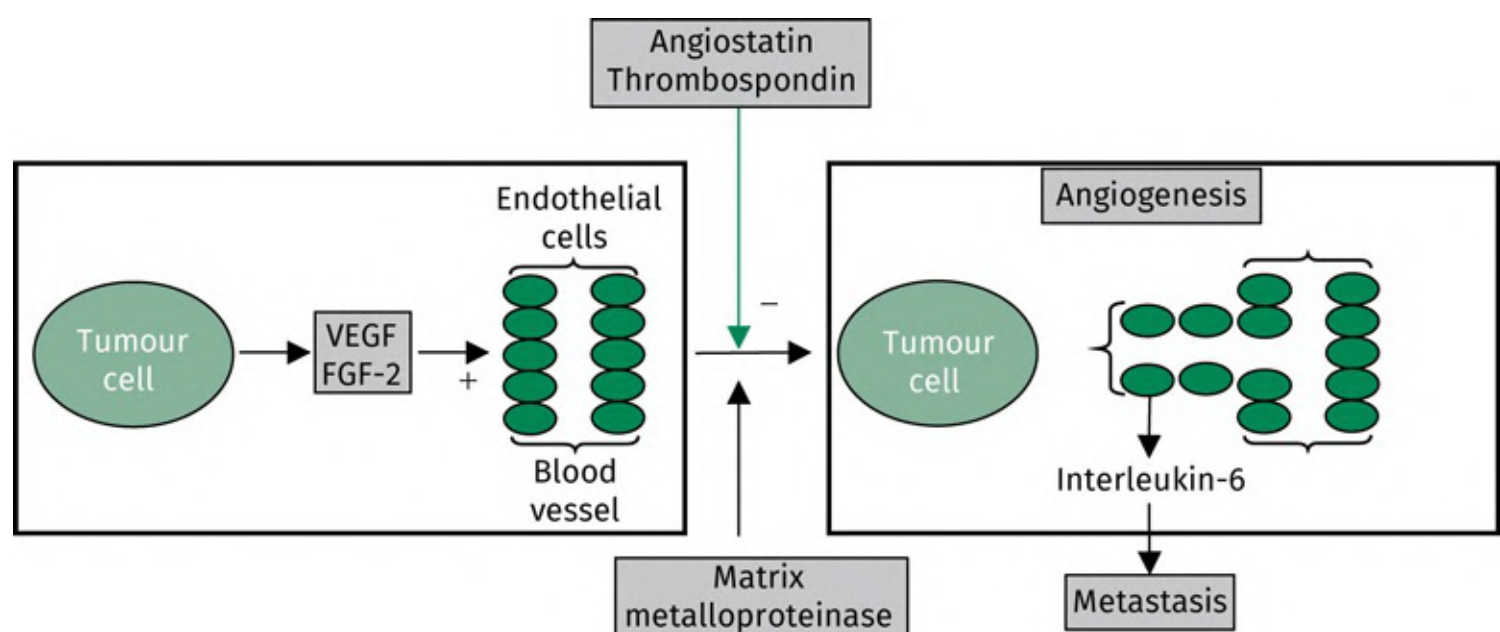 Angiostatin
Thrombospondin
Endothelial
cells
Tumour
cell
VEGF
FGF-2
+
Blood
vessel
−
Matrix
metalloproteinase
Angiogenesis
Tumour
cell
Interleukin-6
Metastasis